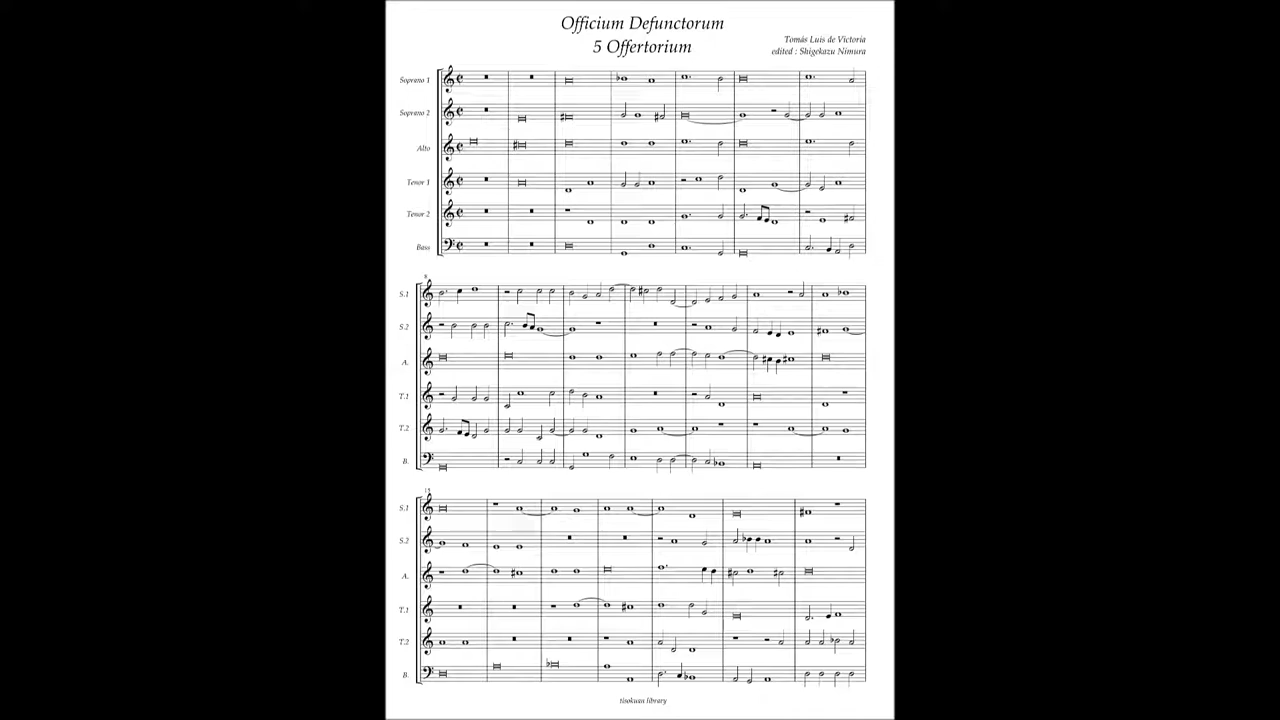 Officium Defunctorum
5 Offertorium
Tomás Luis de Victoria
edited : Shigekazu Nimura
Soprano 1
Soprano 2
Alto
Tenor 1
Tenor 2
Bass
8
S.1
S.2
A.
T.1
T.2
B.
15
S.1
S.2
A.
T.1
T.2
B.
tisokuan library